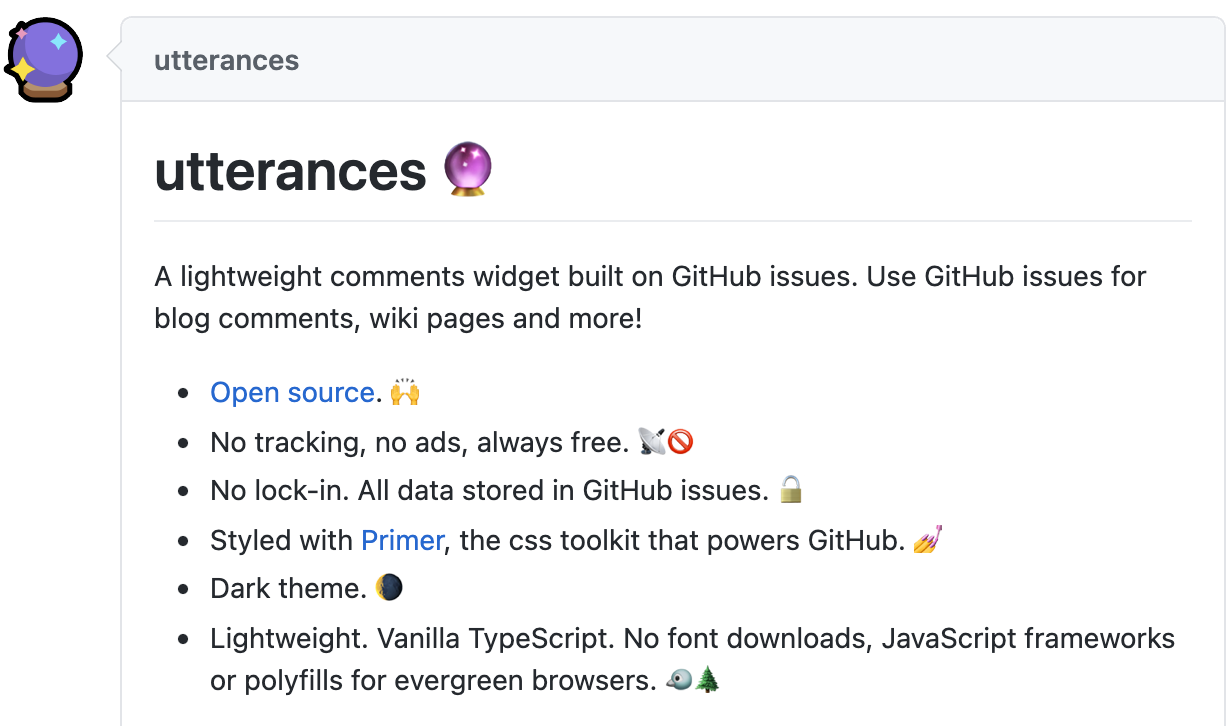 utterances
utterances 🔮
A lightweight comments widget built on GitHub issues. Use GitHub issues for
blog comments, wiki pages and more!
• Open source. 🙌
• No tracking, no ads, always free. 📡🚫
• No lock-in. All data stored in GitHub issues. 🔓
• Styled with Primer, the css toolkit that powers GitHub. 💅
• Dark theme. 🌘
• Lightweight. Vanilla TypeScript. No font downloads, JavaScript frameworks
or polyfills for evergreen browsers. 🐦🌲